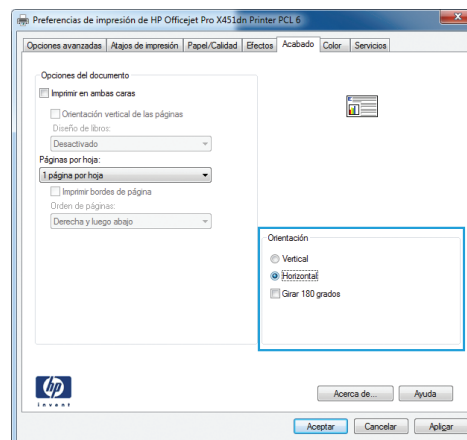 Preferencias de impresión de HP Officejet Pro X451dn Printer PCL 6
Opciones avanzadas Atajos de impresión Papel/Calidad Efectos Acabado Color Servicios
Opciones del documento
Imprimir en ambas caras
Orientación vertical de las páginas
Diseño de libros:
Desactivado
Páginas por hoja:
1 página por hoja
Imprimir bordes de página
Orden de páginas:
Derecha y luego abajo
Orientación
Vertical
Horizontal
Girar 180 grados
hp
invent
Acerca de... Ayuda
Aceptar Cancelar Aplicar